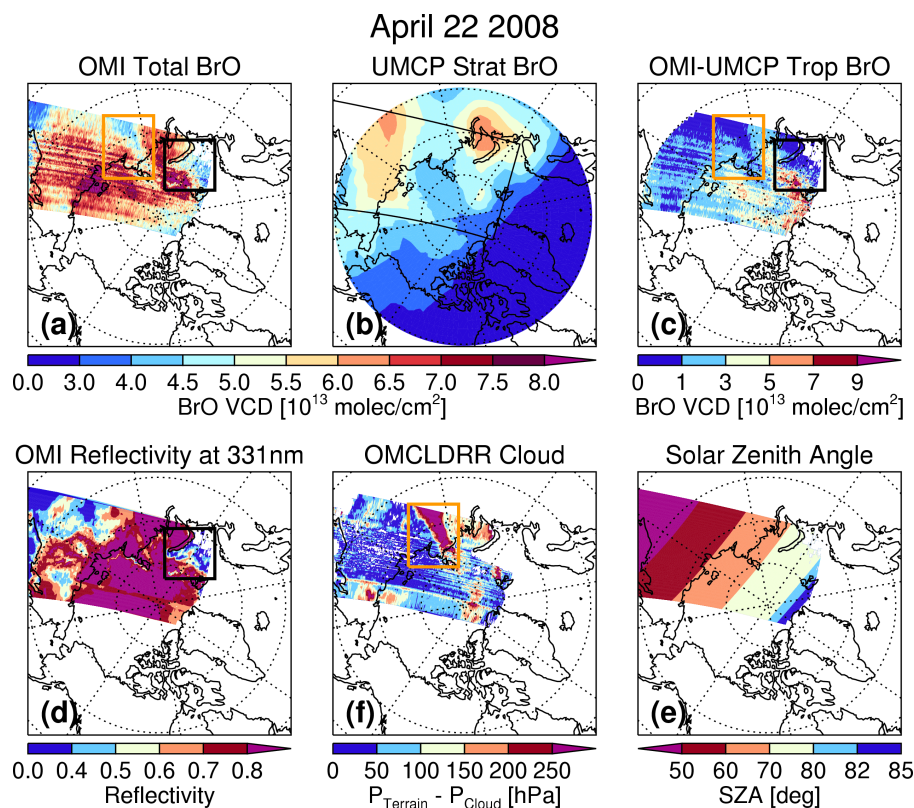 April 22 2008
OMI Total BrO
UMCP Strat BrO
OMI-UMCP Trop BrO
(a)
(b)
(c)
0.0 3.0 4.0 4.5 5.0 5.5 6.0 6.5 7.0 7.5 8.0
0 1 3 5 7 9
BrO VCD [10¹³ molec/cm²]
BrO VCD [10¹³ molec/cm²]
OMI Reflectivity at 331nm
OMCLDRR Cloud
Solar Zenith Angle
(d)
(f)
(e)
0.0 0.4 0.5 0.6 0.7 0.8
0 50 100 150 200 250
50 60 70 80 82 85
Reflectivity
P_Terrain - P_Cloud [hPa]
SZA [deg]